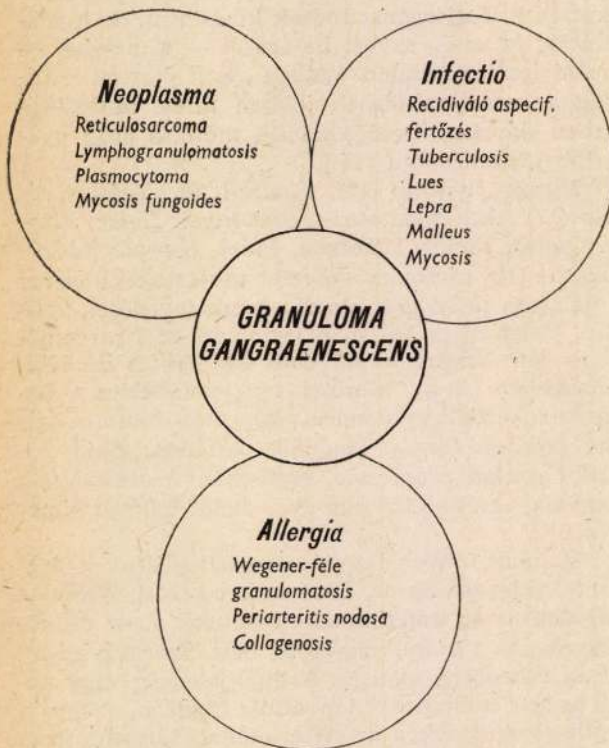 Neoplasma
Reticulosarcoma
Lymphogranulomatosis
Plasmocytoma
Mycosis fungoides
Infectio
Recidiváló aspecif.
fertőzés
Tuberculosis
Lues
Lepra
Malleus
Mycosis
GRANULOMA
GANGRAENESCENS
Allergia
Wegener-féle
granulomatosis
Periarteritis nodosa
Collagenosis